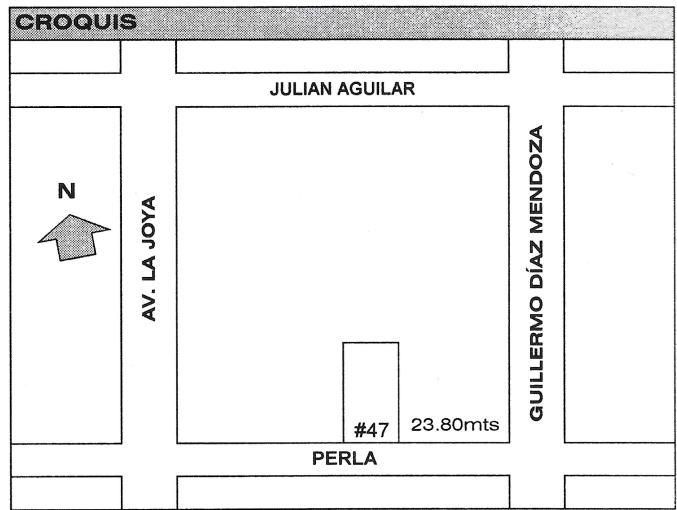 CROQUIS
JULIAN AGUILAR
N
AV. LA JOYA
GUILLERMO DÍAZ MENDOZA
#47
23.80mts
PERLA